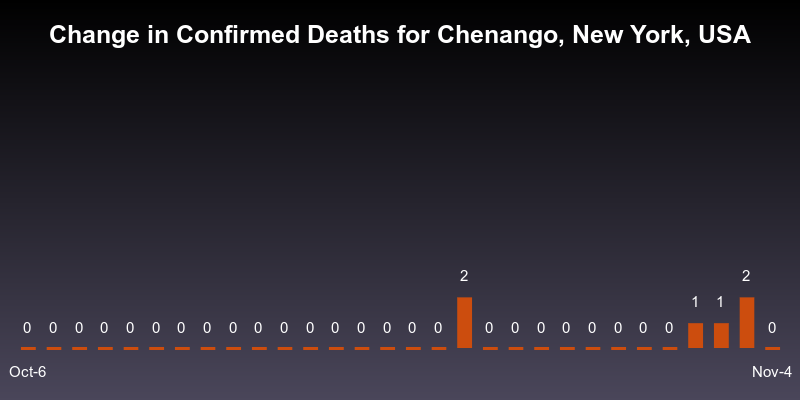 Change in Confirmed Deaths for Chenango, New York, USA
0 0 0 0 0 0 0 0 0 0 0 0 0 0 0 0 0 2 0 0 0 0 0 0 0 0 1 1 2 0
Oct-6 Nov-4